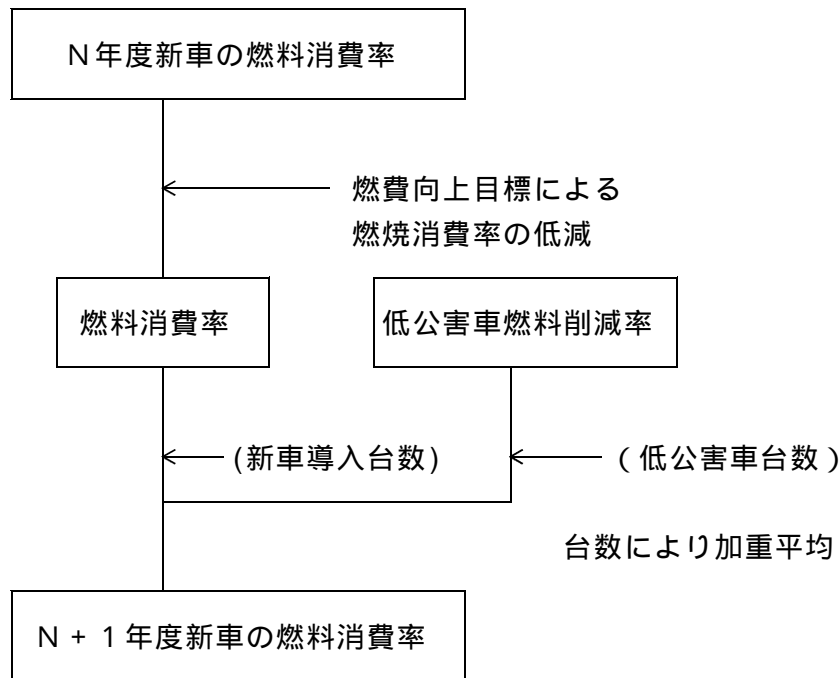 N年度新車の燃料消費率
燃費向上目標による
燃焼消費率の低減
燃料消費率
低公害車燃料削減率
(新車導入台数)
(低公害車台数)
台数により加重平均
N+1年度新車の燃料消費率